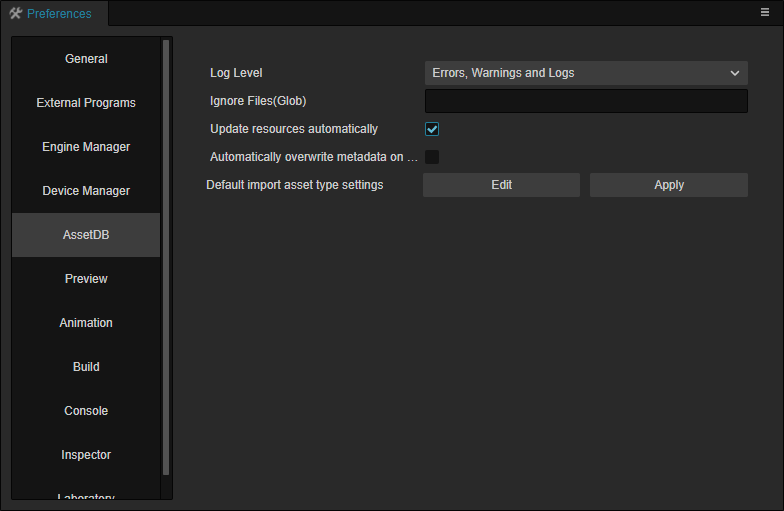 Preferences
General
External Programs
Engine Manager
Device Manager
AssetDB
Preview
Animation
Build
Console
Inspector
Laboratory
Log Level
Errors, Warnings and Logs
Ignore Files(Glob)
Update resources automatically
Automatically overwrite metadata on ...
Default import asset type settings
Edit
Apply